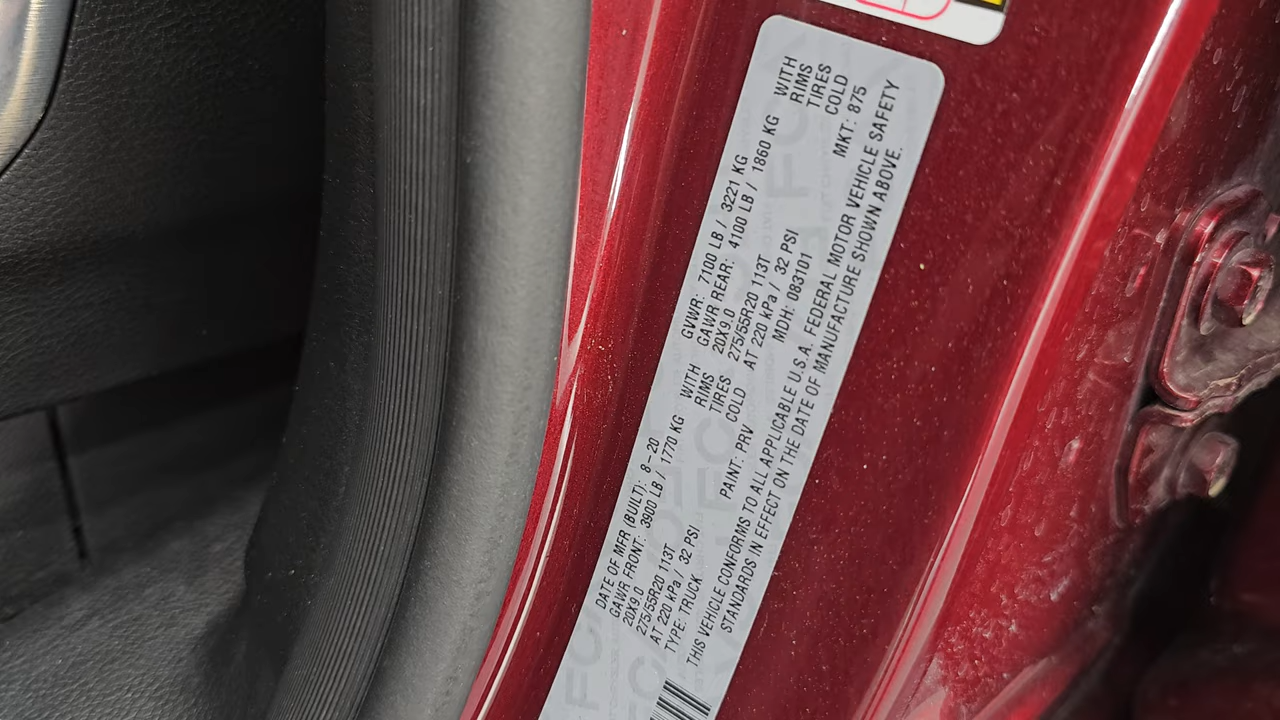 DATE OF MFR (BUILT): 8-20 GVWR: 7100 LB / 3221 KG
GAWR FRONT: 3900 LB / 1770 KG WITH GAWR REAR: 4100 LB / 1860 KG WITH
20X9.0 RIMS 20X9.0 RIMS
275/55R20 113T TIRES 275/55R20 113T TIRES
AT 220 kPa / 32 PSI COLD AT 220 kPa / 32 PSI COLD
TYPE: TRUCK PAINT: PRV MDH: 083101 MKT: 875
THIS VEHICLE CONFORMS TO ALL APPLICABLE U.S.A. FEDERAL MOTOR VEHICLE SAFETY
STANDARDS IN EFFECT ON THE DATE OF MANUFACTURE SHOWN ABOVE.